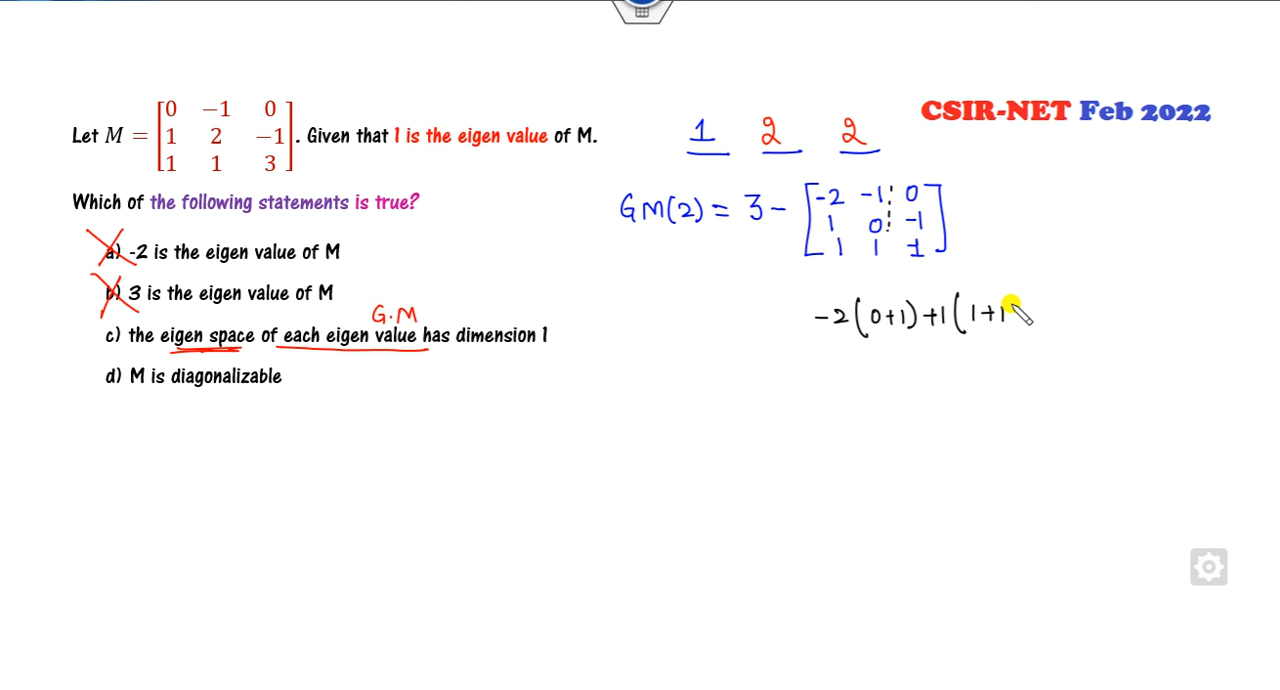 CSIR-NET Feb 2022
Let M = [0 −1 0
1 2 −1
1 1 3]. Given that 1 is the eigen value of M.
Which of the following statements is true?
a) -2 is the eigen value of M
b) 3 is the eigen value of M
G.M
c) the eigen space of each eigen value has dimension 1
d) M is diagonalizable
1 2 2
GM(2) = 3 - [-2 -1 0
1 0 -1
1 1 1]
-2(0+1)+1(1+1